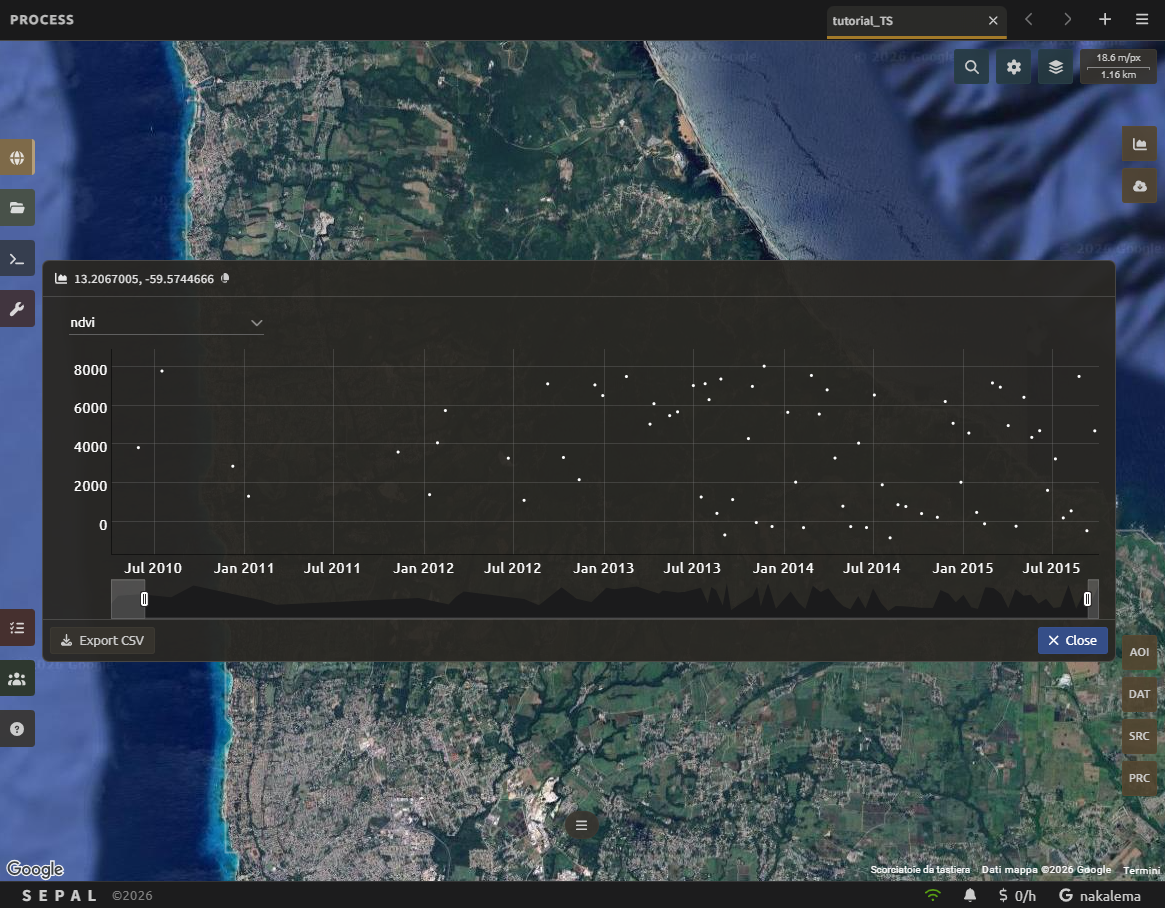 PROCESS
tutorial_TS
18.6 m/px
1.16 km
13.2067005, -59.5744666
ndvi
8000
6000
4000
2000
0
Jul 2010 Jan 2011 Jul 2011 Jan 2012 Jul 2012 Jan 2013 Jul 2013 Jan 2014 Jul 2014 Jan 2015 Jul 2015
Export CSV
Close
AOI
DAT
SRC
PRC
Google
Scorciatoie da tastiera Dati mappa ©2026 Google Termini
SEPAL ©2026
$ 0/h
nakalema